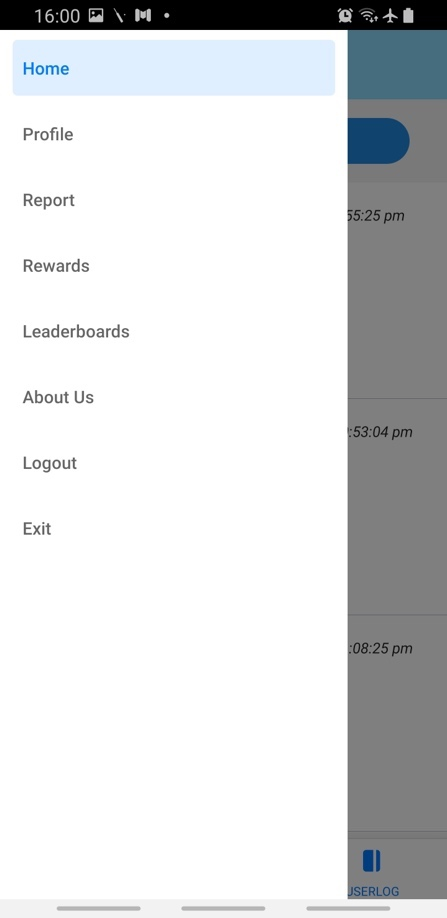 16:00
Home
Profile
55:25 pm
Report
Rewards
Leaderboards
About Us
:53:04 pm
Logout
Exit
:08:25 pm
USERLOG